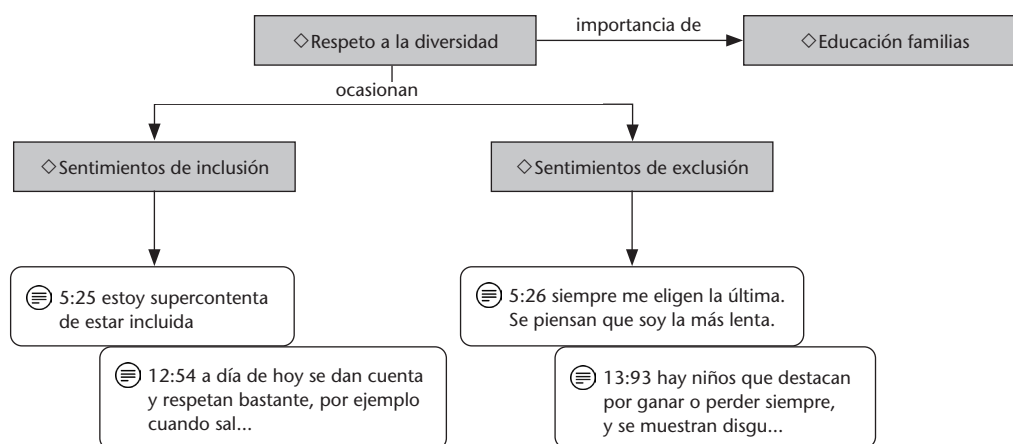 ◇Respeto a la diversidad
importancia de
◇Educación familias
ocasionan
◇Sentimientos de inclusión
◇Sentimientos de exclusión
5:25 estoy supercontenta
de estar incluida
5:26 siempre me eligen la última.
Se piensan que soy la más lenta.
12:54 a día de hoy se dan cuenta
y respetan bastante, por ejemplo
cuando sal...
13:93 hay niños que destacan
por ganar o perder siempre,
y se muestran disgu...